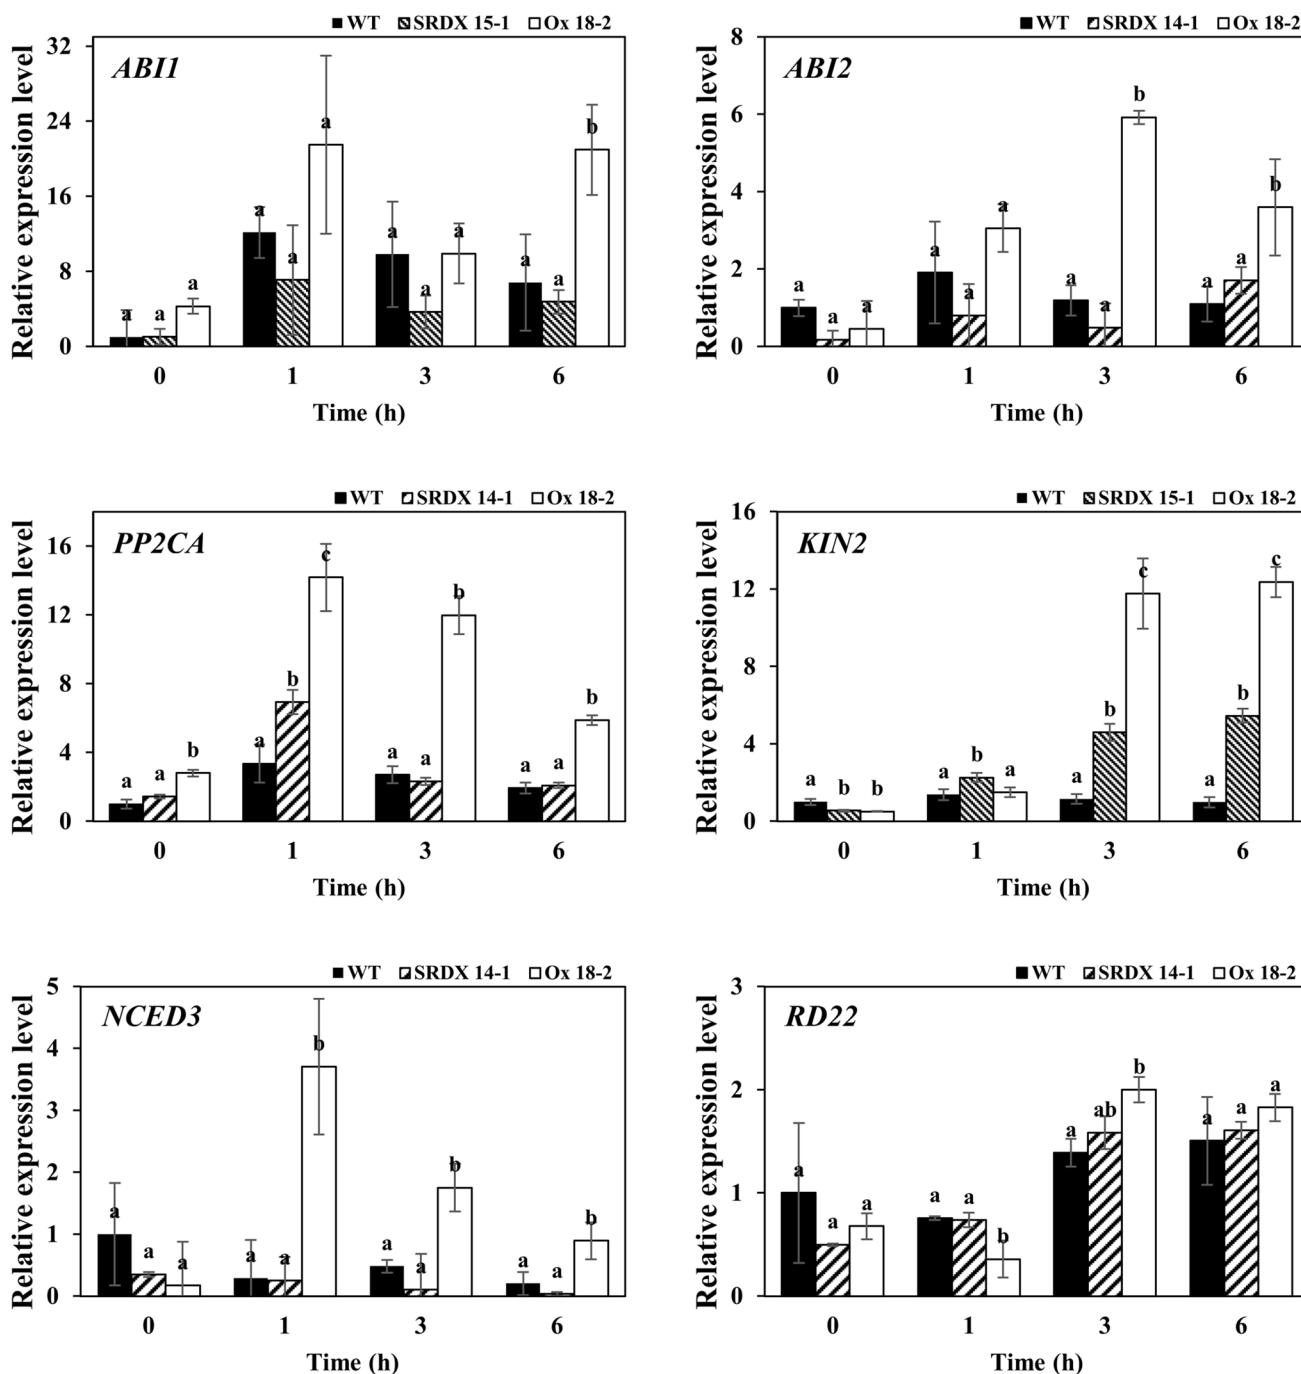 WT SRDX 15-1 Ox 18-2
ABI1
Relative expression level
32
24
16
8
0
a a a
a a a
a a a
a a b
0 1 3 6
Time (h)
WT SRDX 14-1 Ox 18-2
ABI2
Relative expression level
8
6
4
2
0
a a a
a a a
a a b
a a b
0 1 3 6
Time (h)
WT SRDX 14-1 Ox 18-2
PP2CA
Relative expression level
16
12
8
4
0
a a b
a b c
a a b
a a b
0 1 3 6
Time (h)
WT SRDX 15-1 Ox 18-2
KIN2
Relative expression level
16
12
8
4
0
a b b
a b a
a b c
a b c
0 1 3 6
Time (h)
WT SRDX 14-1 Ox 18-2
NCED3
Relative expression level
5
4
3
2
1
0
a a a
a a b
a a b
a a b
0 1 3 6
Time (h)
WT SRDX 14-1 Ox 18-2
RD22
Relative expression level
3
2
1
0
a a a
a a b
a ab b
a a a
0 1 3 6
Time (h)